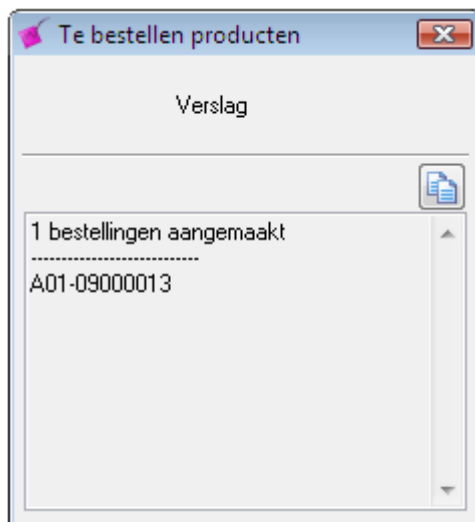 Te bestellen producten
Verslag
1 bestellingen aangemaakt
----------------------------
A01-09000013